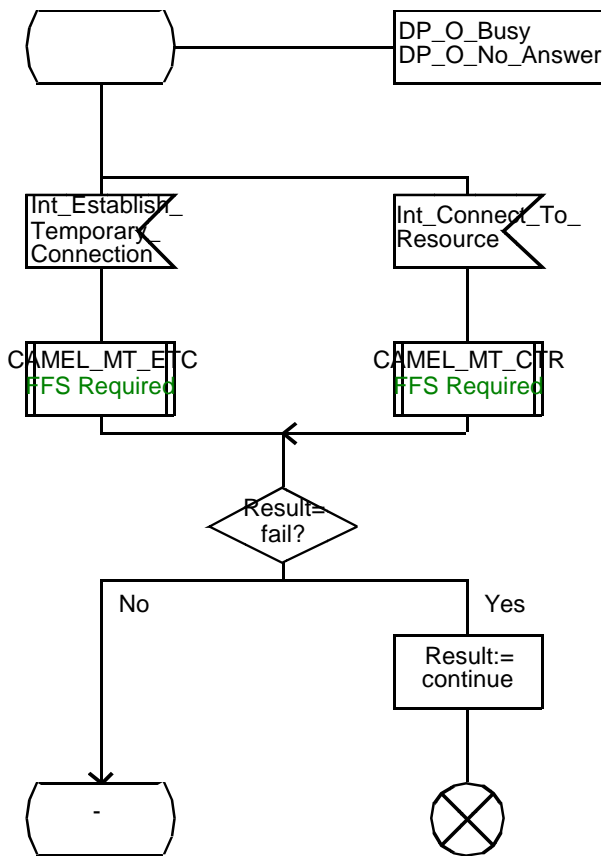 DP_O_Busy
DP_O_No_Answer
Int_Establish_
Temporary_
Connection
Int_Connect_To_
Resource
CAMEL_MT_ETC
FFS Required
CAMEL_MT_CTR
FFS Required
Result=
fail?
No
Yes
Result:=
continue
-